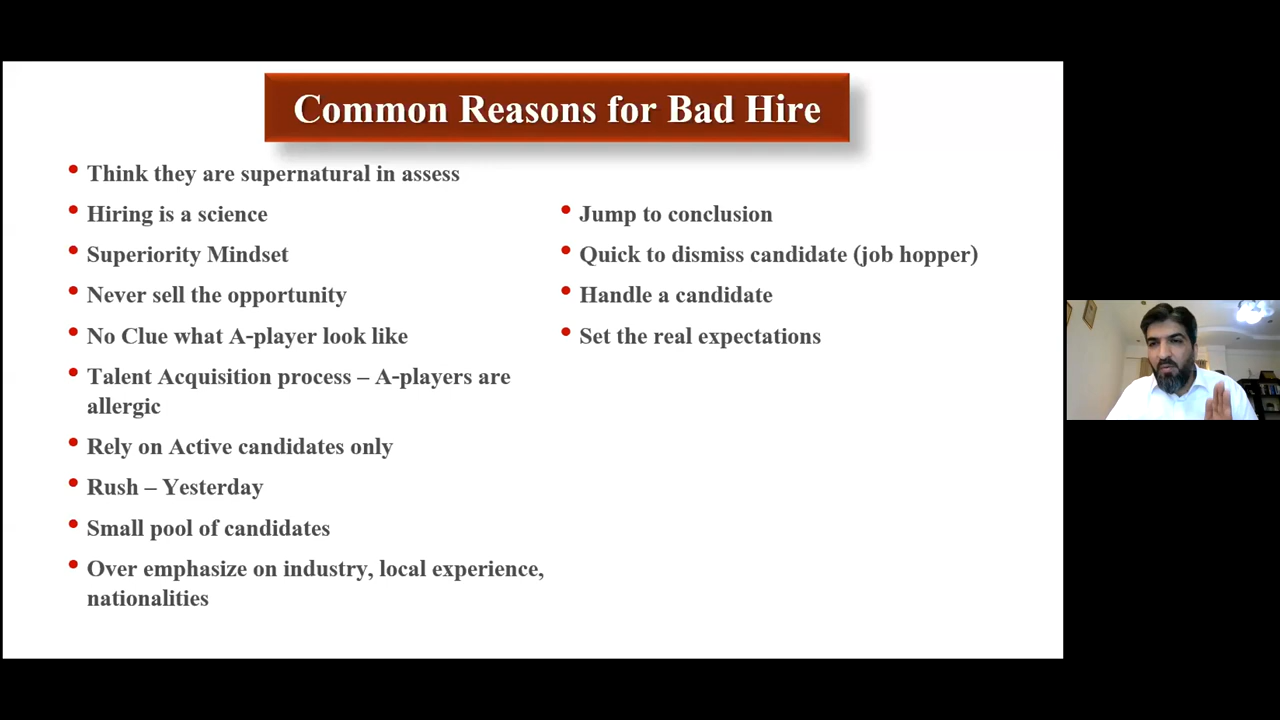 Common Reasons for Bad Hire
• Think they are supernatural in assess
• Hiring is a science
• Superiority Mindset
• Never sell the opportunity
• No Clue what A-player look like
• Talent Acquisition process – A-players are
allergic
• Rely on Active candidates only
• Rush – Yesterday
• Small pool of candidates
• Over emphasize on industry, local experience,
nationalities
• Jump to conclusion
• Quick to dismiss candidate (job hopper)
• Handle a candidate
• Set the real expectations